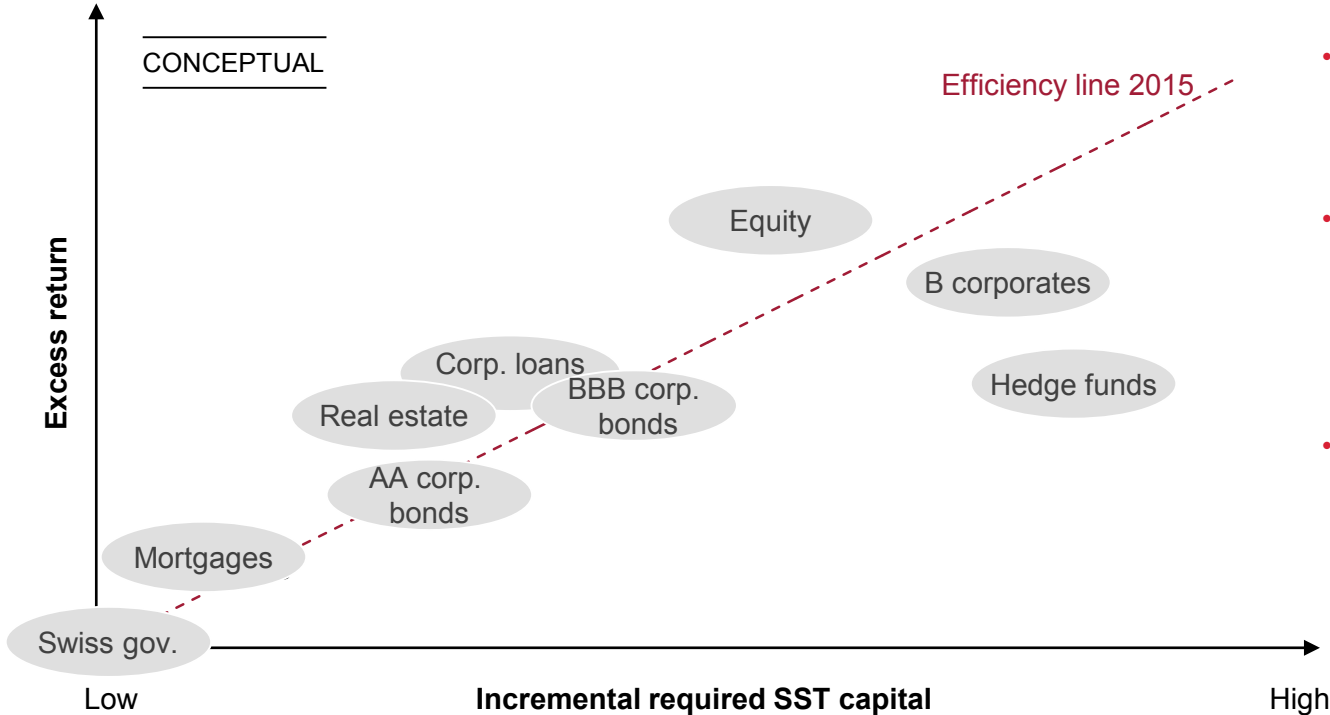 CONCEPTUAL
Efficiency line 2015
Excess return
Equity
B corporates
Corp. loans
BBB corp.
bonds
Hedge funds
Real estate
AA corp.
bonds
Mortgages
Swiss gov.
Low
Incremental required SST capital
High